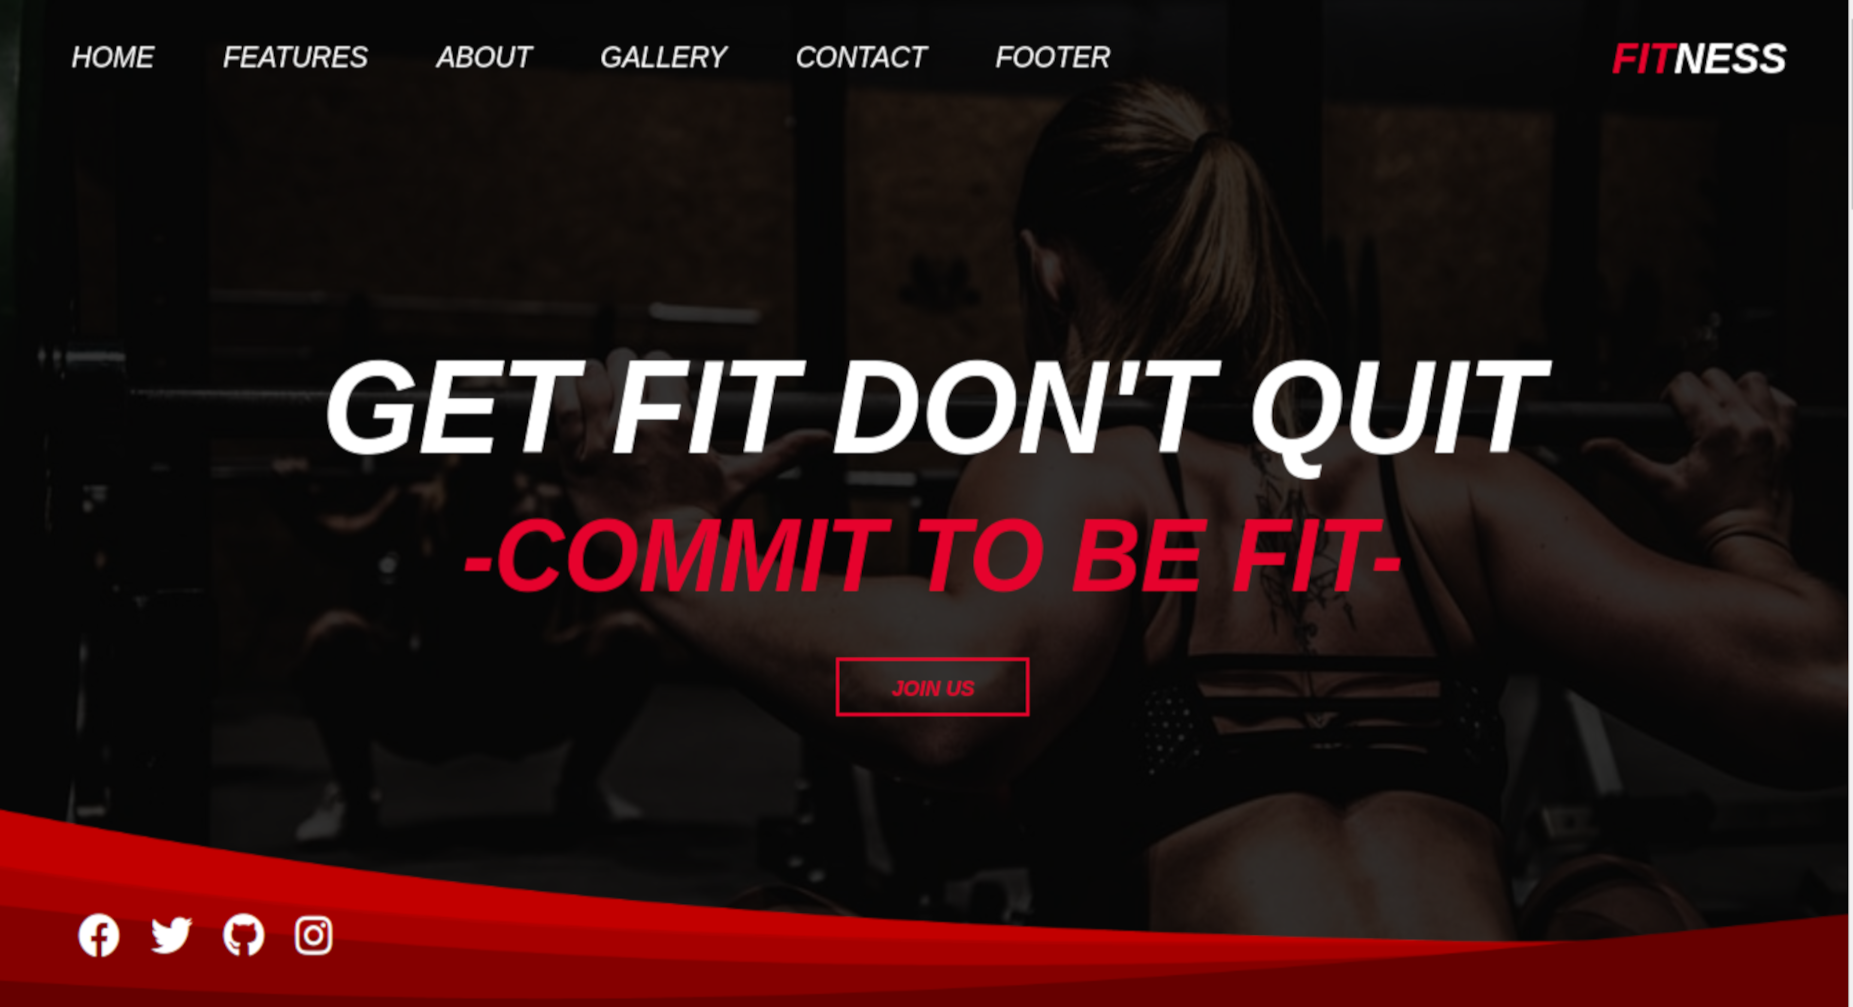 HOME FEATURES ABOUT GALLERY CONTACT FOOTER FITNESS
GET FIT DON'T QUIT
-COMMIT TO BE FIT-
JOIN US